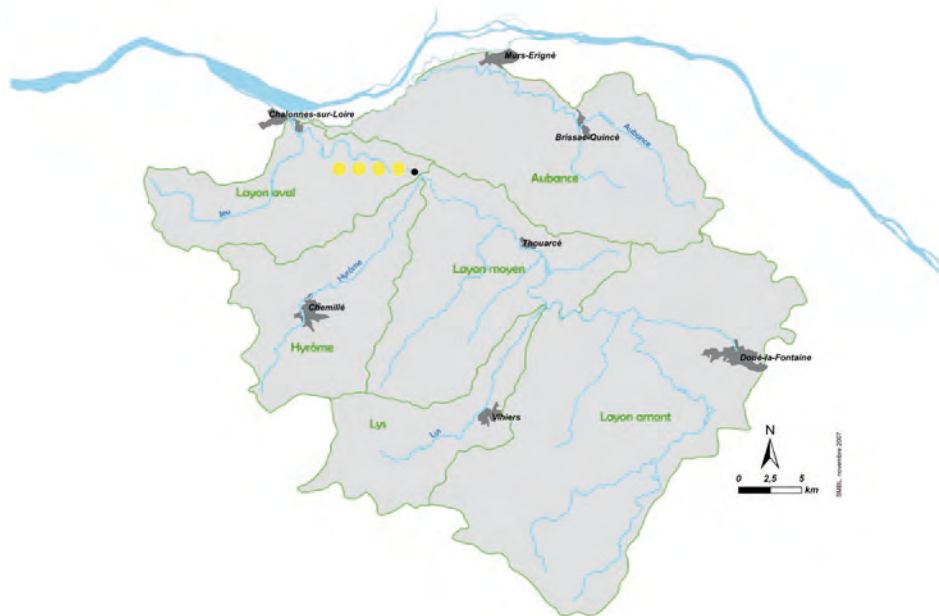 Murs-Erigné
Chalonnes-sur-Loire
Brissac-Quincé
Aubance
Layon aval
Aubance
Jeu
Thouarcé
Hyrôme
Layon moyen
Chemillé
Hyrôme
Doué-la-Fontaine
Lys
Vihiers
Layon amont
Lys
N
0 2,5 5
km
SMBL, novembre 2007